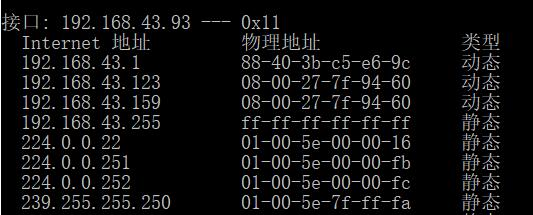 接口: 192.168.43.93 --- 0x11
Internet 地址 物理地址 类型
192.168.43.1 88-40-3b-c5-e6-9c 动态
192.168.43.123 08-00-27-7f-94-60 动态
192.168.43.159 08-00-27-7f-94-60 动态
192.168.43.255 ff-ff-ff-ff-ff-ff 静态
224.0.0.22 01-00-5e-00-00-16 静态
224.0.0.251 01-00-5e-00-00-fb 静态
224.0.0.252 01-00-5e-00-00-fc 静态
239.255.255.250 01-00-5e-7f-ff-fa 静态